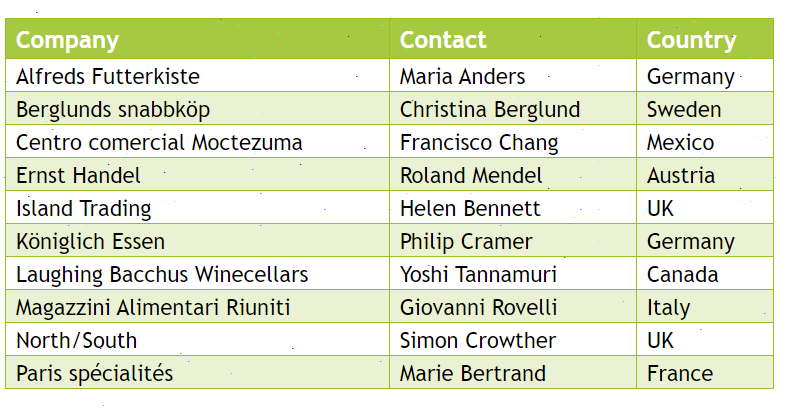 Company Contact Country
Alfreds Futterkiste Maria Anders Germany
Berglunds snabbköp Christina Berglund Sweden
Centro comercial Moctezuma Francisco Chang Mexico
Ernst Handel Roland Mendel Austria
Island Trading Helen Bennett UK
Königlich Essen Philip Cramer Germany
Laughing Bacchus Winecellars Yoshi Tannamuri Canada
Magazzini Alimentari Riuniti Giovanni Rovelli Italy
North/South Simon Crowther UK
Paris spécialités Marie Bertrand France